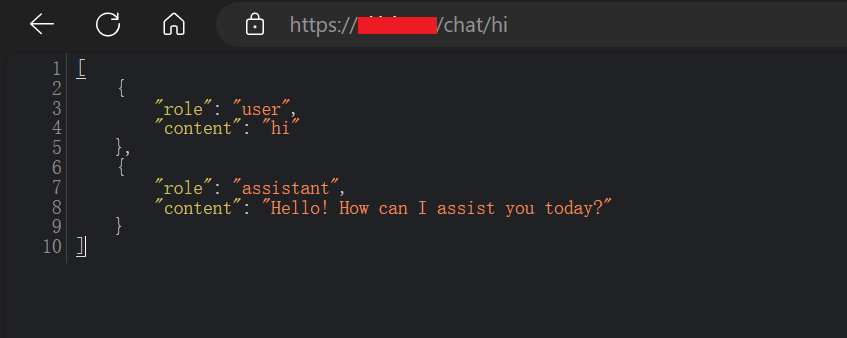 https:// /chat/hi
1 [
2 {
3 "role": "user",
4 "content": "hi"
5 },
6 {
7 "role": "assistant",
8 "content": "Hello! How can I assist you today?"
9 }
10 ]